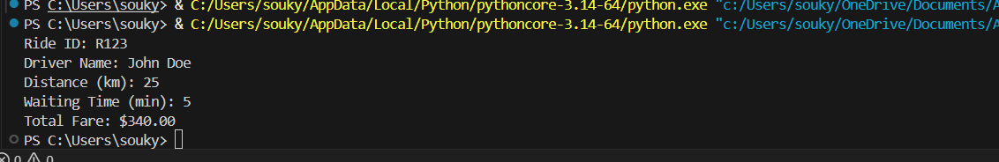 PS C:\Users\souky> & C:/Users/souky/AppData/Local/Python/pythoncore-3.14-64/python.exe "c:/Users/souky/OneDrive/Documents/
PS C:\Users\souky> & C:/Users/souky/AppData/Local/Python/pythoncore-3.14-64/python.exe "c:/Users/souky/OneDrive/Documents/
Ride ID: R123
Driver Name: John Doe
Distance (km): 25
Waiting Time (min): 5
Total Fare: $340.00
PS C:\Users\souky>